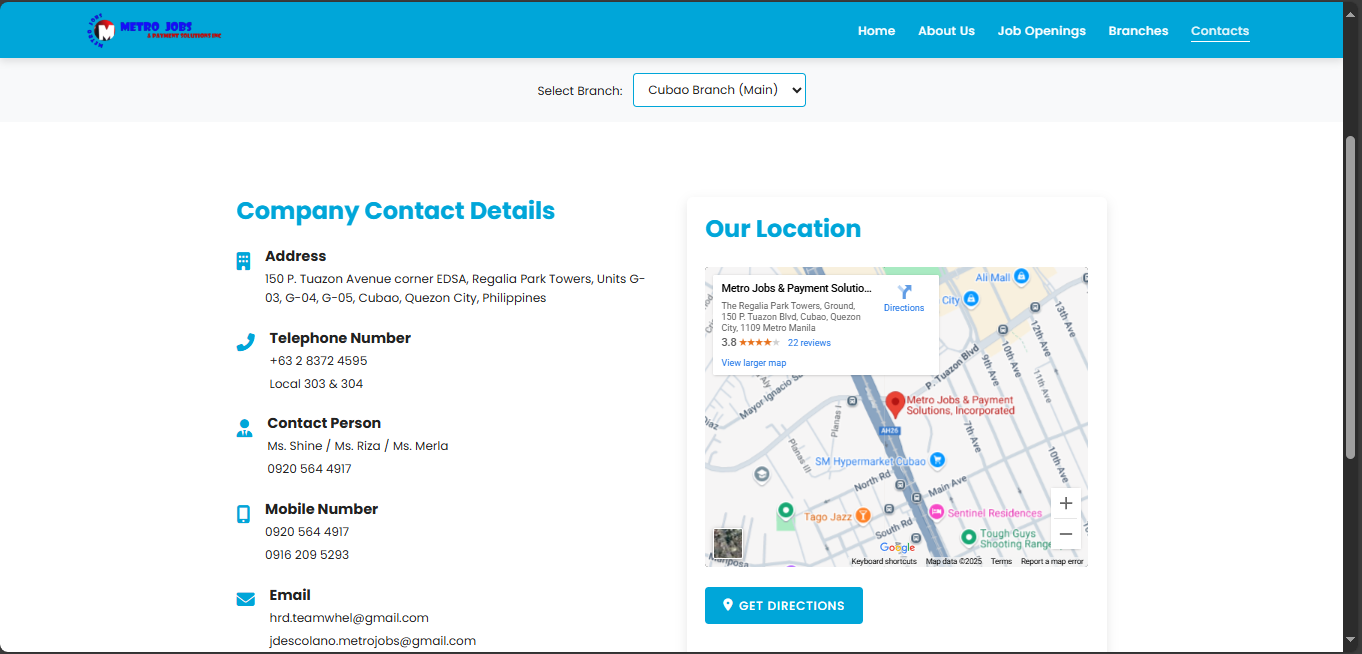 METRO JOBS
METRO JOBS
& PAYMENT SOLUTIONS INC
Home
About Us
Job Openings
Branches
Contacts
Select Branch:
Cubao Branch (Main)
Company Contact Details
Address
150 P. Tuazon Avenue corner EDSA, Regalia Park Towers, Units G-
03, G-04, G-05, Cubao, Quezon City, Philippines
Telephone Number
+63 2 8372 4595
Local 303 & 304
Contact Person
Ms. Shine / Ms. Riza / Ms. Merla
0920 564 4917
Mobile Number
0920 564 4917
0916 209 5293
Email
hrd.teamwhel@gmail.com
jdescolano.metrojobs@gmail.com
Our Location
Metro Jobs & Payment Solutio...
The Regalia Park Towers, Ground,
150 P. Tuazon Blvd, Cubao, Quezon
City, 1109 Metro Manila
3.8
22 reviews
View larger map
Directions
Ali Mall
City
13th Ave
12th Ave
10th Ave
9th Ave
11th Ave
10th Ave
7th Ave
P. Tuazon Blvd
Mayor Ignacio S
Planas I
Planas III
Metro Jobs & Payment
Solutions, Incorporated
AH26
SM Hypermarket Cubao
North Rd
Main Ave
Tago Jazz
South Rd
Sentinel Residences
Tough Guys
Shooting Range
Mariposa
Google
Keyboard shortcuts
Map data ©2025
Terms
Report a map error
GET DIRECTIONS